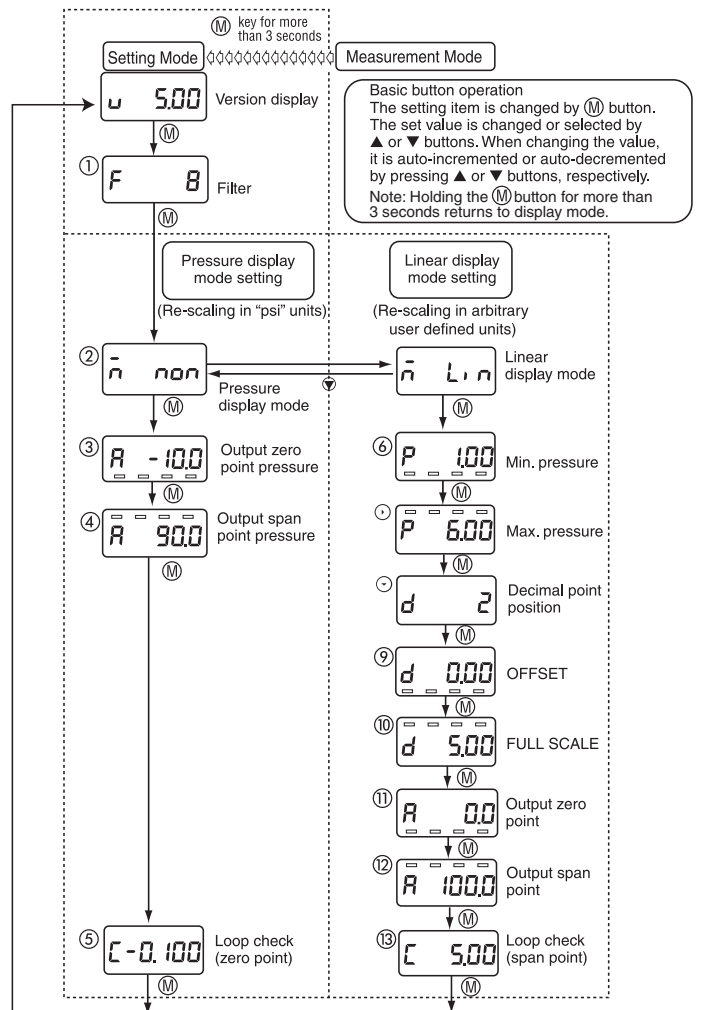 Ⓜ key for more
than 3 seconds
Setting Mode
Measurement Mode
u 5.00
Version display
Ⓜ
Basic button operation
The setting item is changed by Ⓜ button.
The set value is changed or selected by
▲ or ▼ buttons. When changing the value,
it is auto-incremented or auto-decremented
by pressing ▲ or ▼ buttons, respectively.
Note: Holding the Ⓜ button for more than
3 seconds returns to display mode.
① F 8
Filter
Ⓜ
Pressure display
mode setting
(Re-scaling in “psi” units)
Linear display
mode setting
(Re-scaling in arbitrary
user defined units)
② n̄ non
Pressure
display mode
Ⓜ
▼
n̄ Lin
Linear
display mode
Ⓜ
③ A -10.0
Output zero
point pressure
Ⓜ
④ A 90.0
Output span
point pressure
Ⓜ
⑤ C-0.100
Loop check
(zero point)
Ⓜ
⑥ P 1.00
Min. pressure
Ⓜ
P 6.00
Max. pressure
Ⓜ
d 2
Decimal point
position
Ⓜ
⑨ d 0.00
OFFSET
Ⓜ
⑩ d 5.00
FULL SCALE
Ⓜ
⑪ A 0.0
Output zero
point
Ⓜ
⑫ A 100.0
Output span
point
Ⓜ
⑬ C 5.00
Loop check
(span point)
Ⓜ